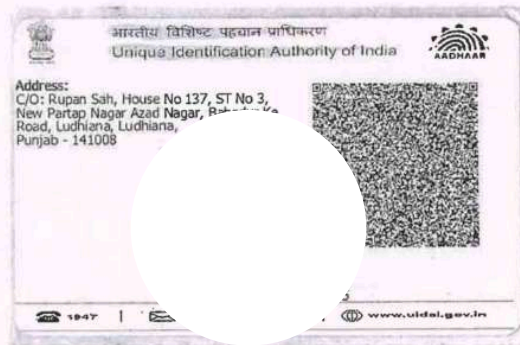 भारतीय विशिष्ट पहचान प्राधिकरण
Unique Identification Authority of India
AADHAAR
Address:
C/O: Rupan Sah, House No 137, ST No 3,
New Partap Nagar Azad Nagar,
Road, Ludhiana, Ludhiana,
Punjab - 141008
1947 | www.uidai.gov.in